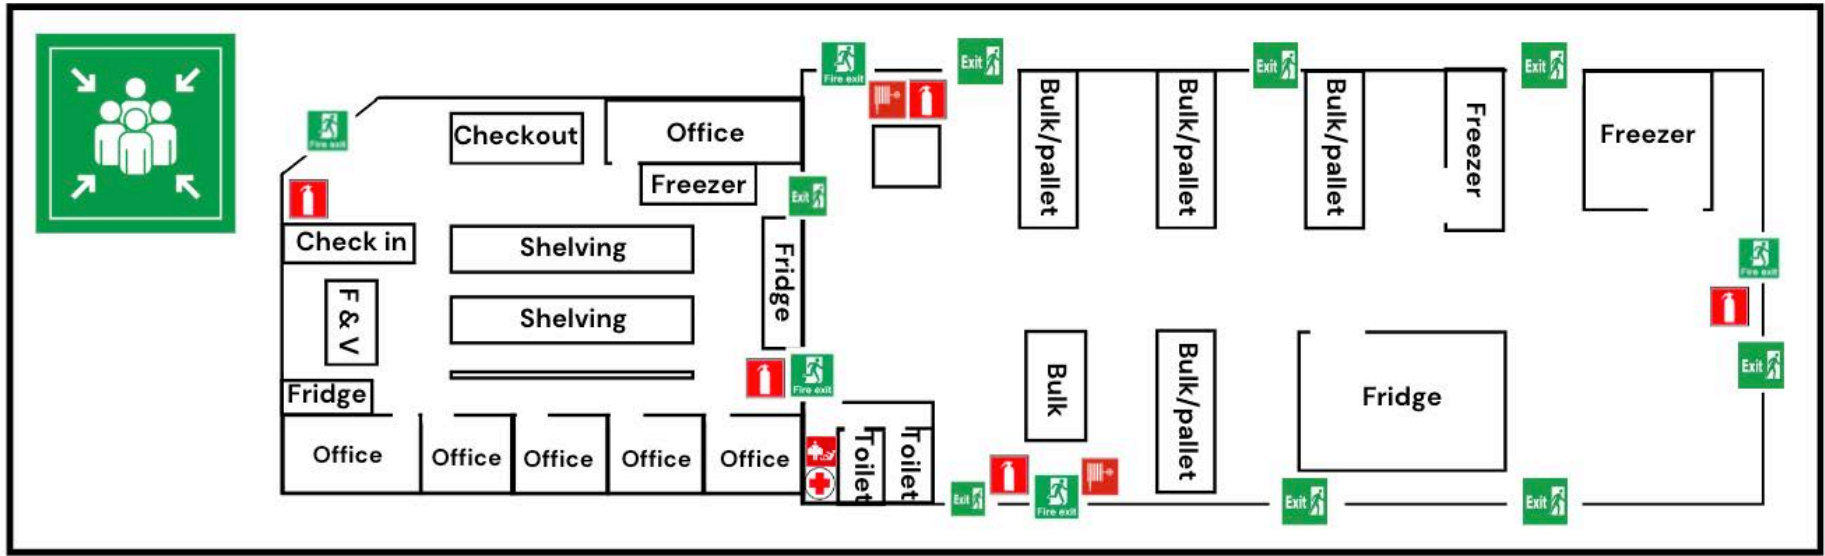 Fire exit
Exit
Exit
Exit
Fire exit
Checkout
Office
Bulk/pallet
Bulk/pallet
Bulk/pallet
Freezer
Freezer
Freezer
Exit
Check in
Shelving
Fridge
Fire exit
F & V
Shelving
Fire exit
Exit
Fridge
Bulk
Bulk/pallet
Fridge
Office
Office
Office
Office
Office
Toilet
Toilet
Exit
Fire exit
Exit
Exit